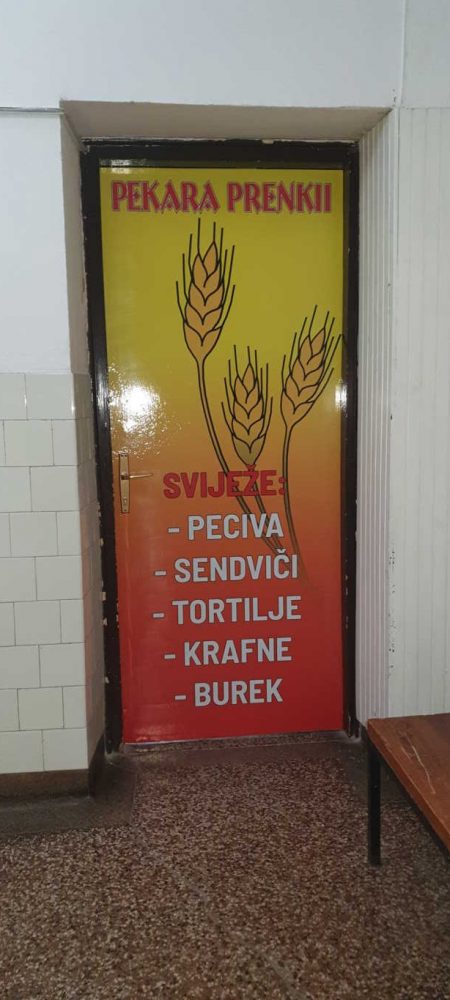 PEKARA PRENKII
SVIJEŽE:
- PECIVA
- SENDVIČI
- TORTILJE
- KRAFNE
- BUREK